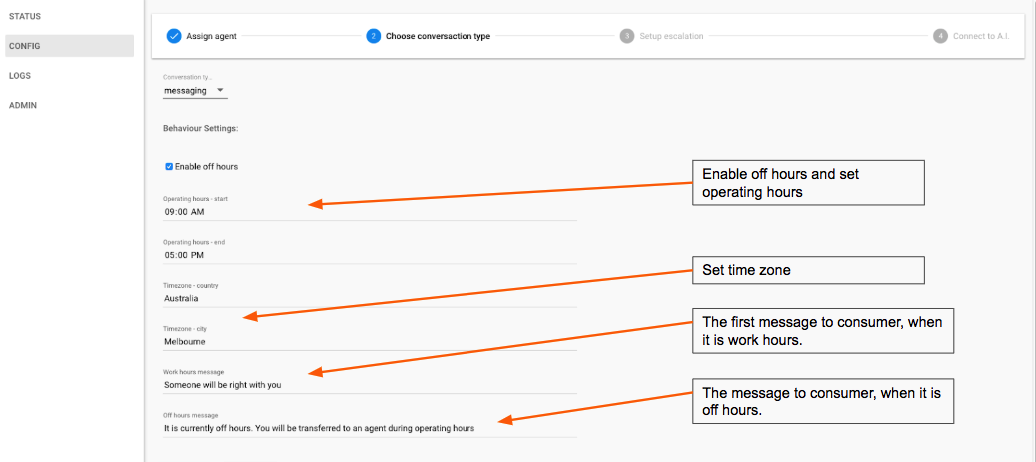 STATUS
CONFIG
LOGS
ADMIN
Assign agent
2 Choose conversaction type
3 Setup escalation
4 Connect to A.I.
Conversation ty...
messaging
Behaviour Settings:
Enable off hours
Operating hours - start
09:00 AM
Operating hours - end
05:00 PM
Timezone - country
Australia
Timezone - city
Melbourne
Work hours message
Someone will be right with you
Off hours message
It is currently off hours. You will be transferred to an agent during operating hours
Enable off hours and set
operating hours
Set time zone
The first message to consumer, when
it is work hours.
The message to consumer, when it is
off hours.